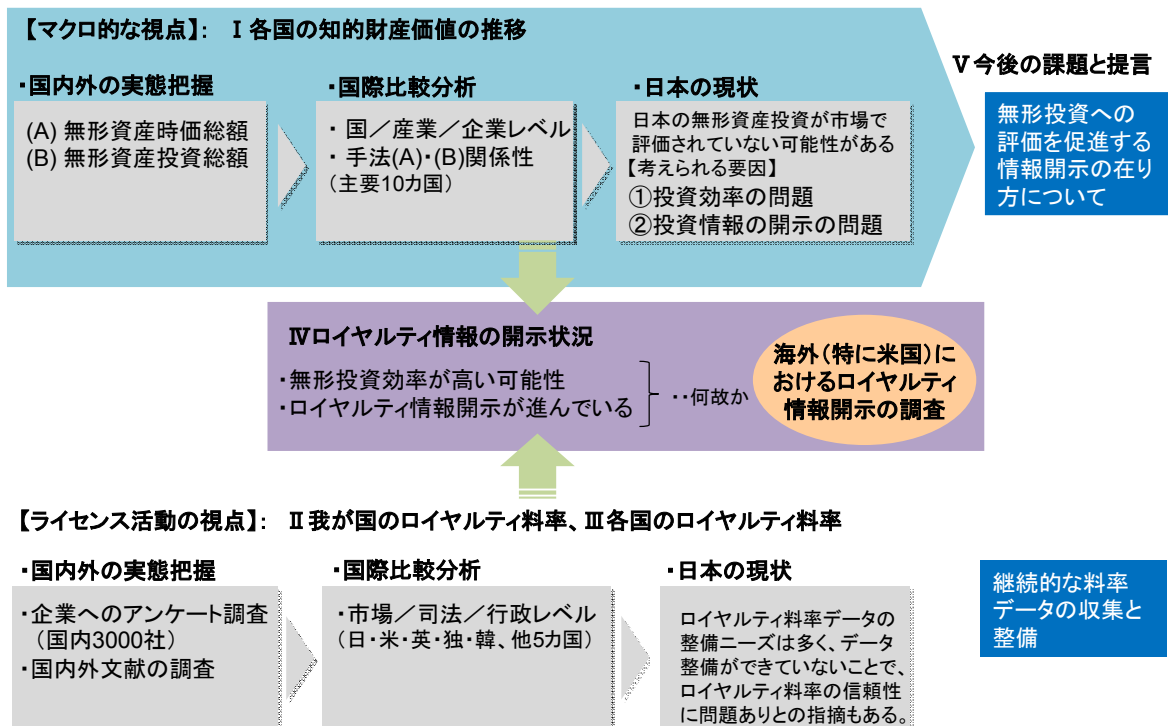 【マクロ的な視点】： Ⅰ 各国の知的財産価値の推移
・国内外の実態把握
(A) 無形資産時価総額
(B) 無形資産投資総額
・国際比較分析
・ 国／産業／企業レベル
・ 手法(A)・(B)関係性
（主要10カ国）
・日本の現状
日本の無形資産投資が市場で
評価されていない可能性がある
【考えられる要因】
①投資効率の問題
②投資情報の開示の問題
Ⅴ今後の課題と提言
無形投資への
評価を促進する
情報開示の在り
方について
Ⅳロイヤルティ情報の開示状況
・無形投資効率が高い可能性
・ロイヤルティ情報開示が進んでいる
‥何故か
海外（特に米国）に
おけるロイヤルティ
情報開示の調査
【ライセンス活動の視点】： Ⅱ我が国のロイヤルティ料率、Ⅲ各国のロイヤルティ料率
・国内外の実態把握
・企業へのアンケート調査
（国内3000社）
・国内外文献の調査
・国際比較分析
・市場／司法／行政レベル
（日・米・英・独・韓、他5カ国）
・日本の現状
ロイヤルティ料率データの
整備ニーズは多く、データ
整備ができていないことで、
ロイヤルティ料率の信頼性
に問題ありとの指摘もある。
継続的な料率
データの収集と
整備